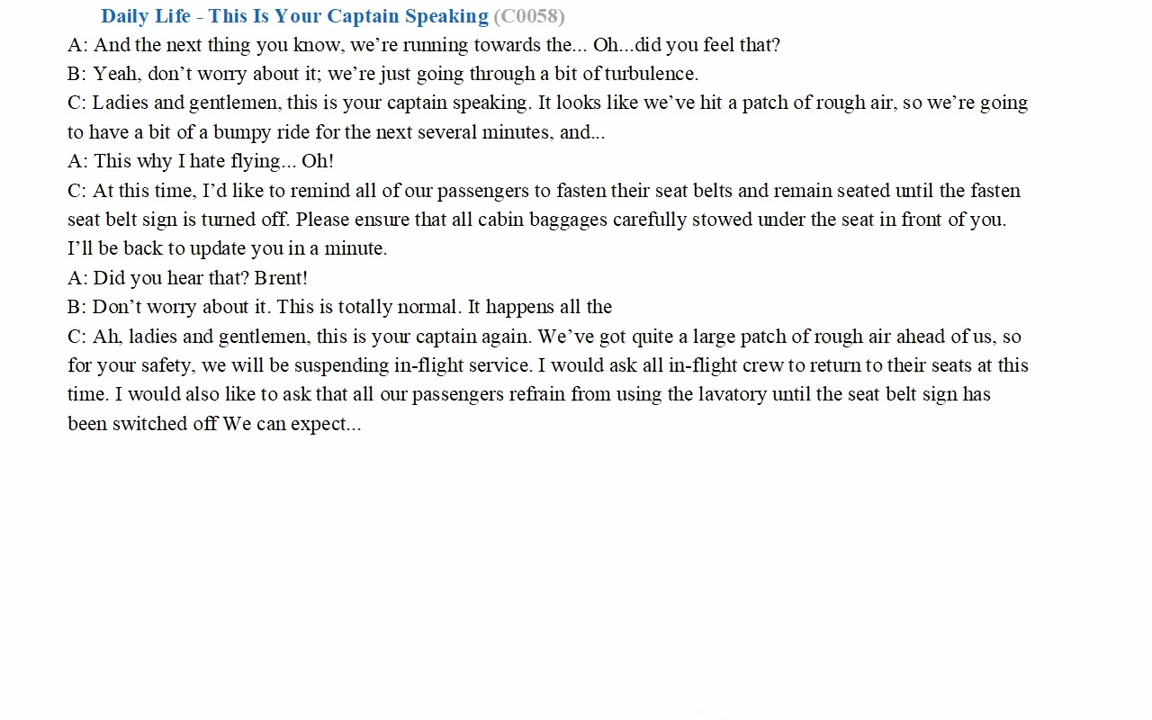 Daily Life - This Is Your Captain Speaking (C0058)
A: And the next thing you know, we’re running towards the... Oh...did you feel that?
B: Yeah, don’t worry about it; we’re just going through a bit of turbulence.
C: Ladies and gentlemen, this is your captain speaking. It looks like we’ve hit a patch of rough air, so we’re going
to have a bit of a bumpy ride for the next several minutes, and...
A: This why I hate flying... Oh!
C: At this time, I’d like to remind all of our passengers to fasten their seat belts and remain seated until the fasten
seat belt sign is turned off. Please ensure that all cabin baggages carefully stowed under the seat in front of you.
I’ll be back to update you in a minute.
A: Did you hear that? Brent!
B: Don’t worry about it. This is totally normal. It happens all the
C: Ah, ladies and gentlemen, this is your captain again. We’ve got quite a large patch of rough air ahead of us, so
for your safety, we will be suspending in-flight service. I would ask all in-flight crew to return to their seats at this
time. I would also like to ask that all our passengers refrain from using the lavatory until the seat belt sign has
been switched off We can expect...